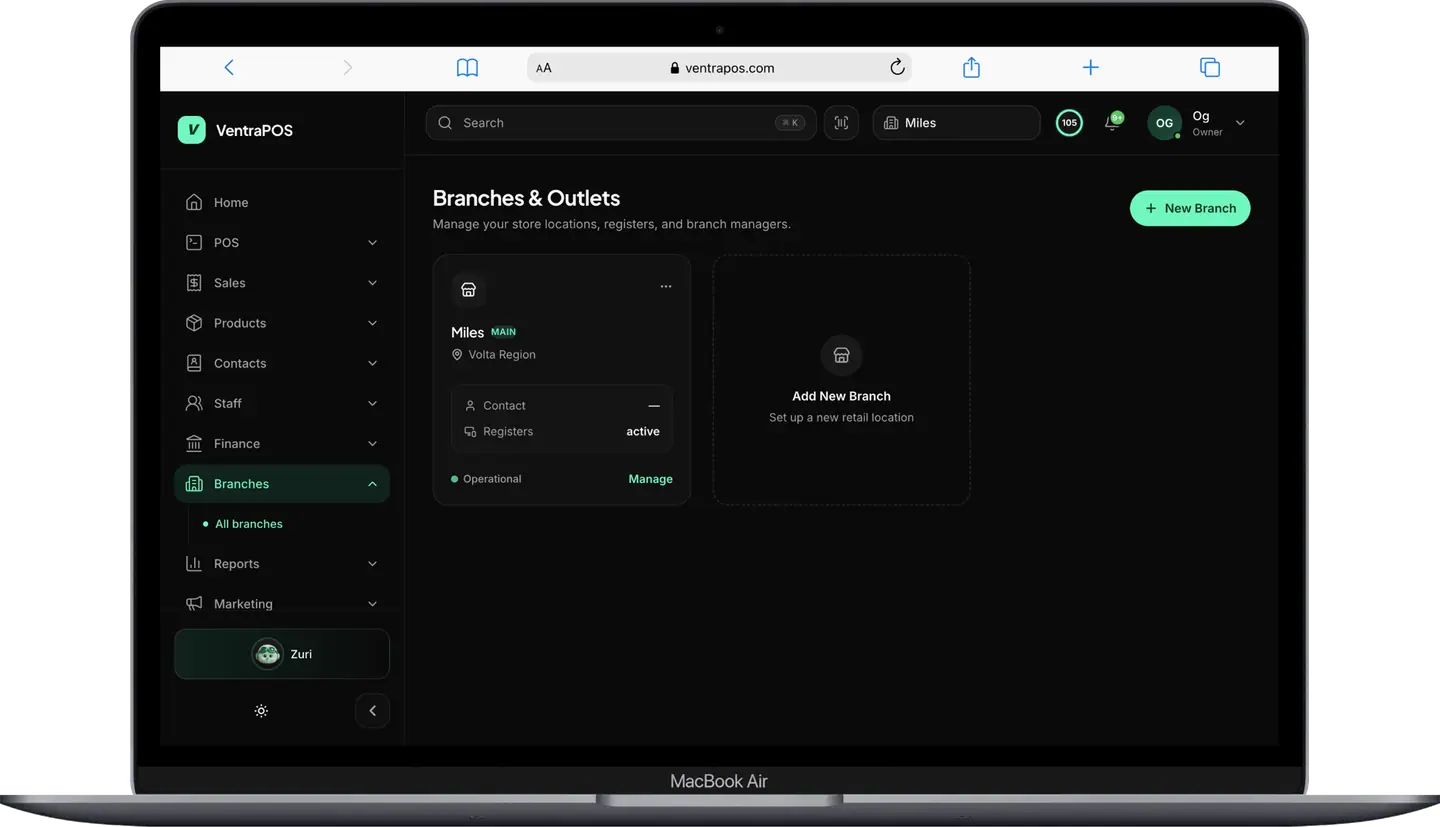 AA
ventrapos.com
V
VentraPOS
Search
⌘ K
Miles
105
9+
OG
Og
Owner
Home
POS
Sales
Products
Contacts
Staff
Finance
Branches
All branches
Reports
Marketing
Zuri
Branches & Outlets
Manage your store locations, registers, and branch managers.
+ New Branch
Miles MAIN
Volta Region
Contact —
Registers active
Operational Manage
Add New Branch
Set up a new retail location
MacBook Air